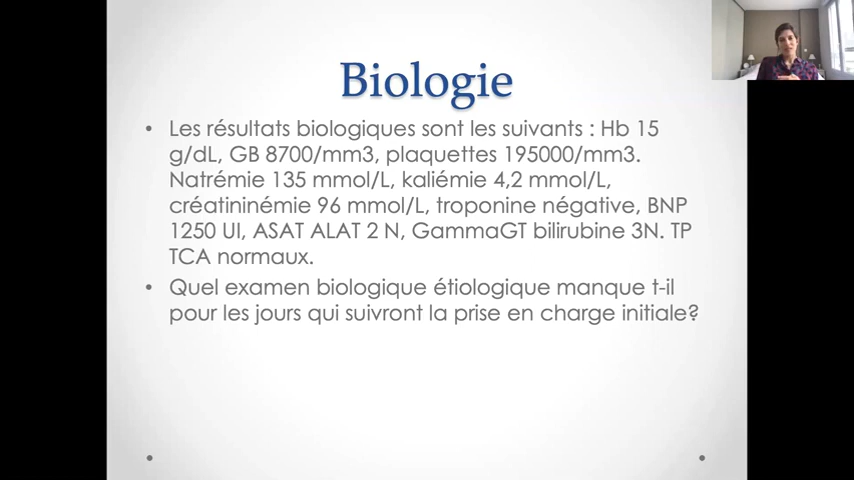 Biologie
• Les résultats biologiques sont les suivants : Hb 15
g/dL, GB 8700/mm3, plaquettes 195000/mm3.
Natrémie 135 mmol/L, kaliémie 4,2 mmol/L,
créatininémie 96 mmol/L, troponine négative, BNP
1250 UI, ASAT ALAT 2 N, GammaGT bilirubine 3N. TP
TCA normaux.
• Quel examen biologique étiologique manque t-il
pour les jours qui suivront la prise en charge initiale?